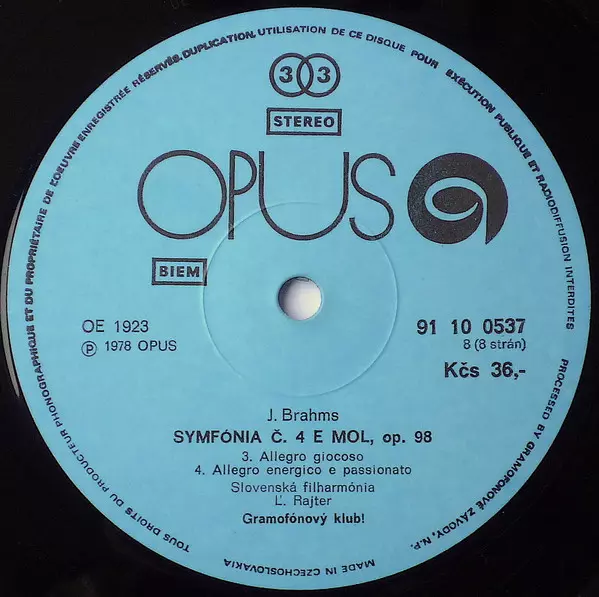 TOUS DROITS DU PRODUCTEUR PHONOGRAPHIQUE ET DU PROPRIÉTAIRE DE L'OEUVRE ENREGISTRÉE RÉSERVÉS. DUPLICATION, UTILISATION DE CE DISQUE POUR EXÉCUTION PUBLIQUE ET RADIODIFFUSION INTERDITES
33
STEREO
OPUS
BIEM
OE 1923
℗ 1978 OPUS
91 10 0537
8 (8 strán)
Kčs 36,-
J. Brahms
SYMFÓNIA Č. 4 E MOL, op. 98
3. Allegro giocoso
4. Allegro energico e passionato
Slovenská filharmónia
Ľ. Rajter
Gramofónový klub!
MADE IN CZECHOSLOVAKIA
PROCESSED BY GRAMOFONOVÉ ZÁVODY, N.P.